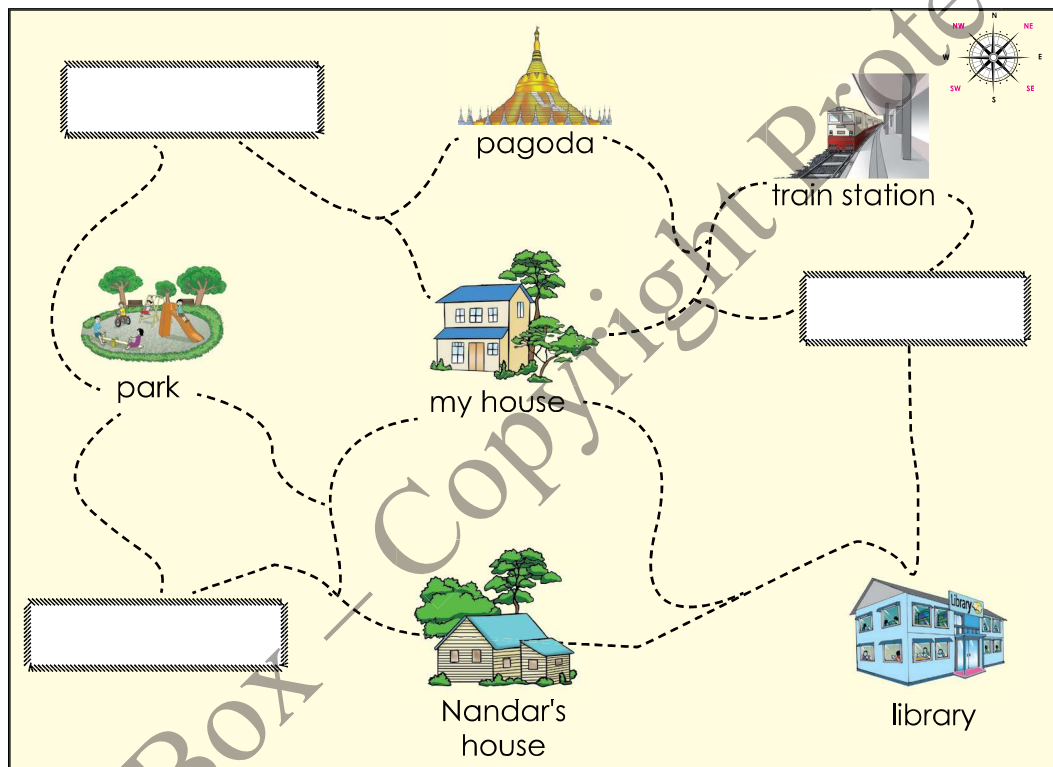 N
NW NE
W E
SW SE
S
pagoda
train station
park
my house
Library
Nandar's
house
library
Box – Copyright Prote